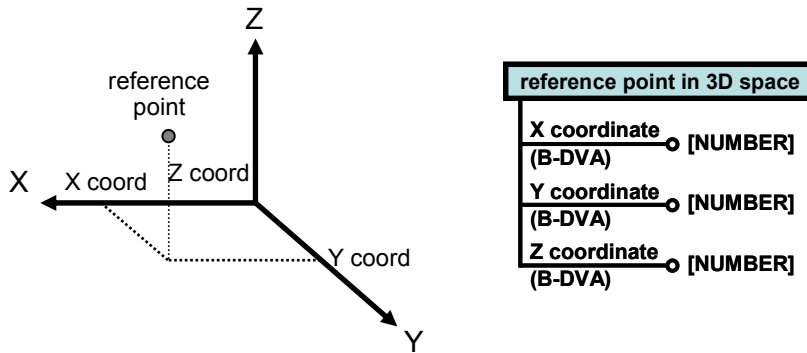 Z
reference
point
X
X coord
Z coord
Y coord
Y
reference point in 3D space
X coordinate
(B-DVA)
[NUMBER]
Y coordinate
(B-DVA)
[NUMBER]
Z coordinate
(B-DVA)
[NUMBER]